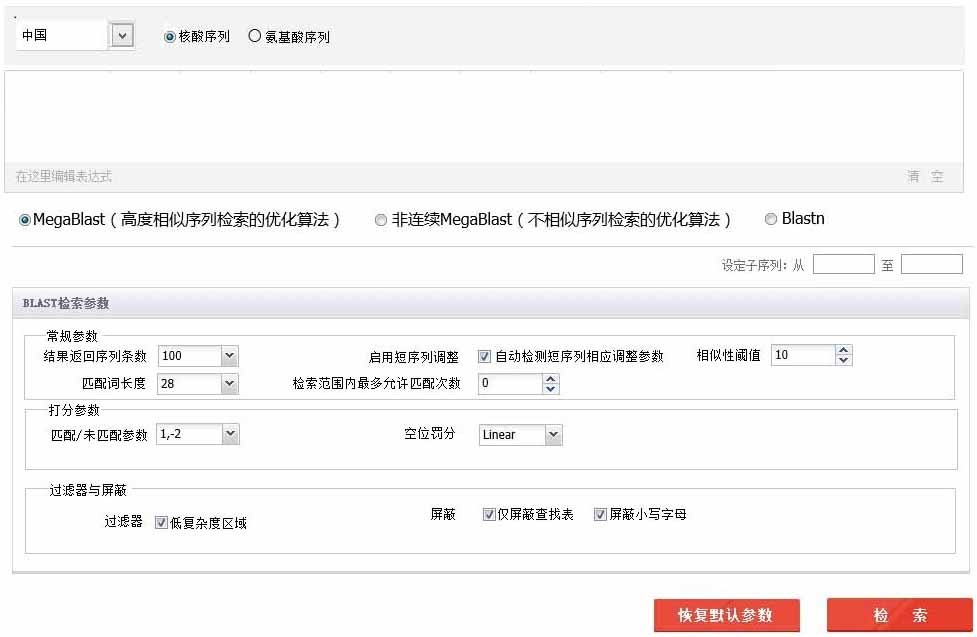 中国 核酸序列 氨基酸序列
在这里编辑表达式 清 空
MegaBlast（高度相似序列检索的优化算法） 非连续MegaBlast（不相似序列检索的优化算法） Blastn
设定子序列：从 至
BLAST检索参数
常规参数
结果返回序列条数 100 启用短序列调整 自动检测短序列相应调整参数 相似性阈值 10
匹配词长度 28 检索范围内最多允许匹配次数 0
打分参数
匹配/未匹配参数 1,-2 空位罚分 Linear
过滤器与屏蔽
过滤器 低复杂度区域 屏蔽 仅屏蔽查找表 屏蔽小写字母
恢复默认参数 检 索